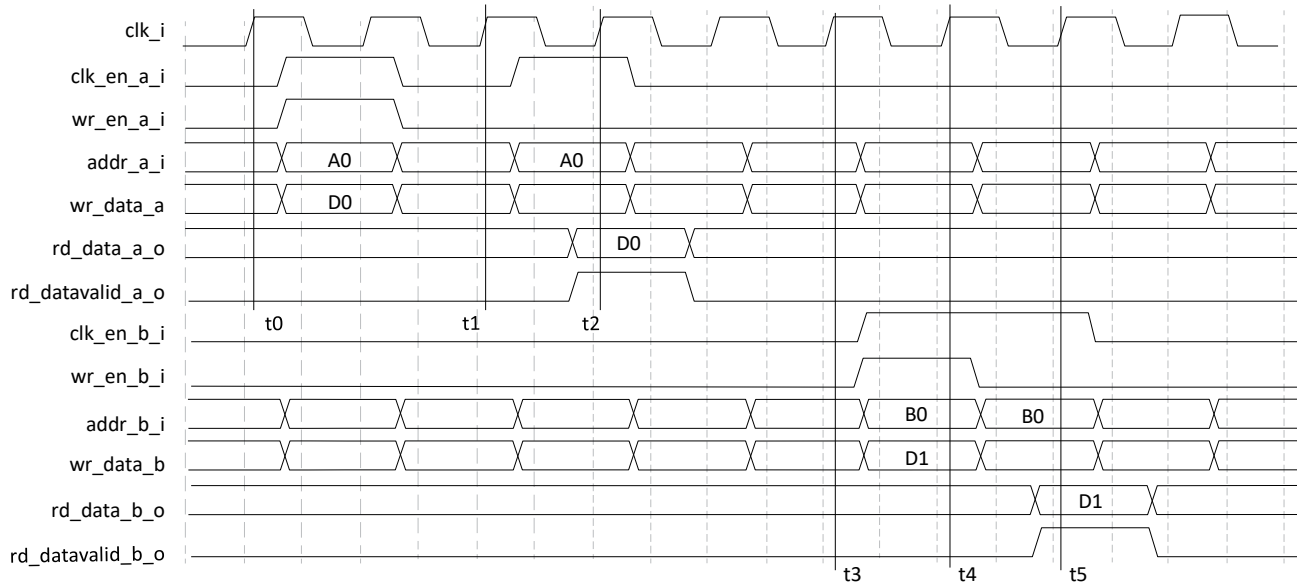 clk_i
clk_en_a_i
wr_en_a_i
addr_a_i A0 A0
wr_data_a D0
rd_data_a_o D0
rd_datavalid_a_o
t0 t1 t2
clk_en_b_i
wr_en_b_i
addr_b_i B0 B0
wr_data_b D1
rd_data_b_o D1
rd_datavalid_b_o
t3 t4 t5